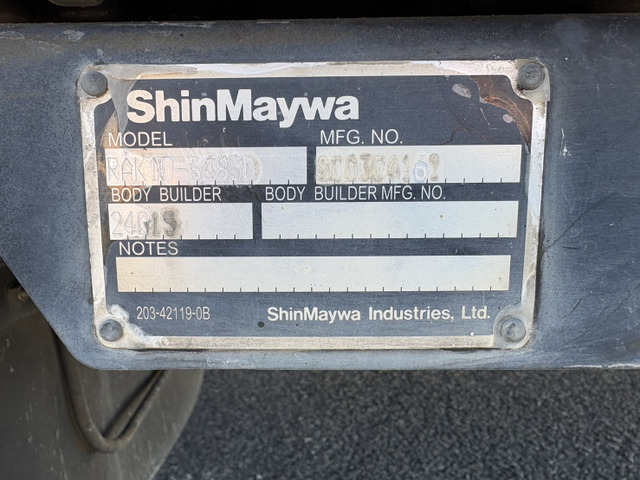 ShinMaywa
MODEL
MFG. NO.
BODY BUILDER
BODY BUILDER MFG. NO.
NOTES
203-42119-0B
ShinMaywa Industries, Ltd.